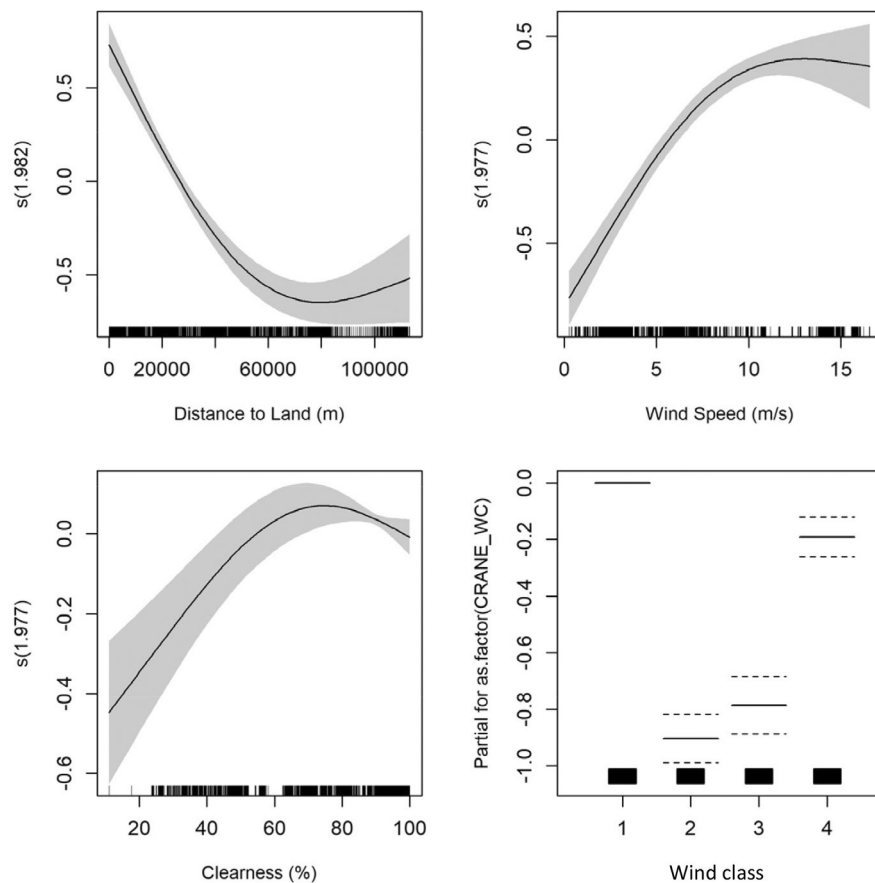 s(1.982)
0.5
0.0
-0.5
0 20000 60000 100000
Distance to Land (m)
s(1.977)
0.5
0.0
-0.5
0 5 10 15
Wind Speed (m/s)
s(1.977)
0.0
-0.2
-0.4
-0.6
20 40 60 80 100
Clearness (%)
Partial for as.factor(CRANE_WC)
0.0
-0.2
-0.4
-0.6
-0.8
-1.0
1 2 3 4
Wind class